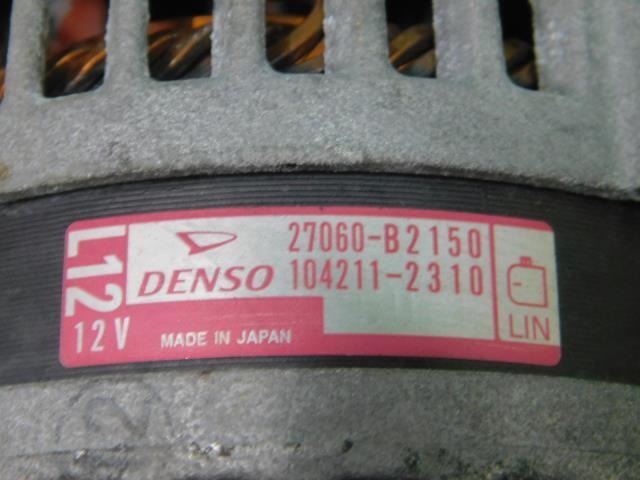 L12
12V
27060-B2150
DENSO 104211-2310
MADE IN JAPAN
LIN